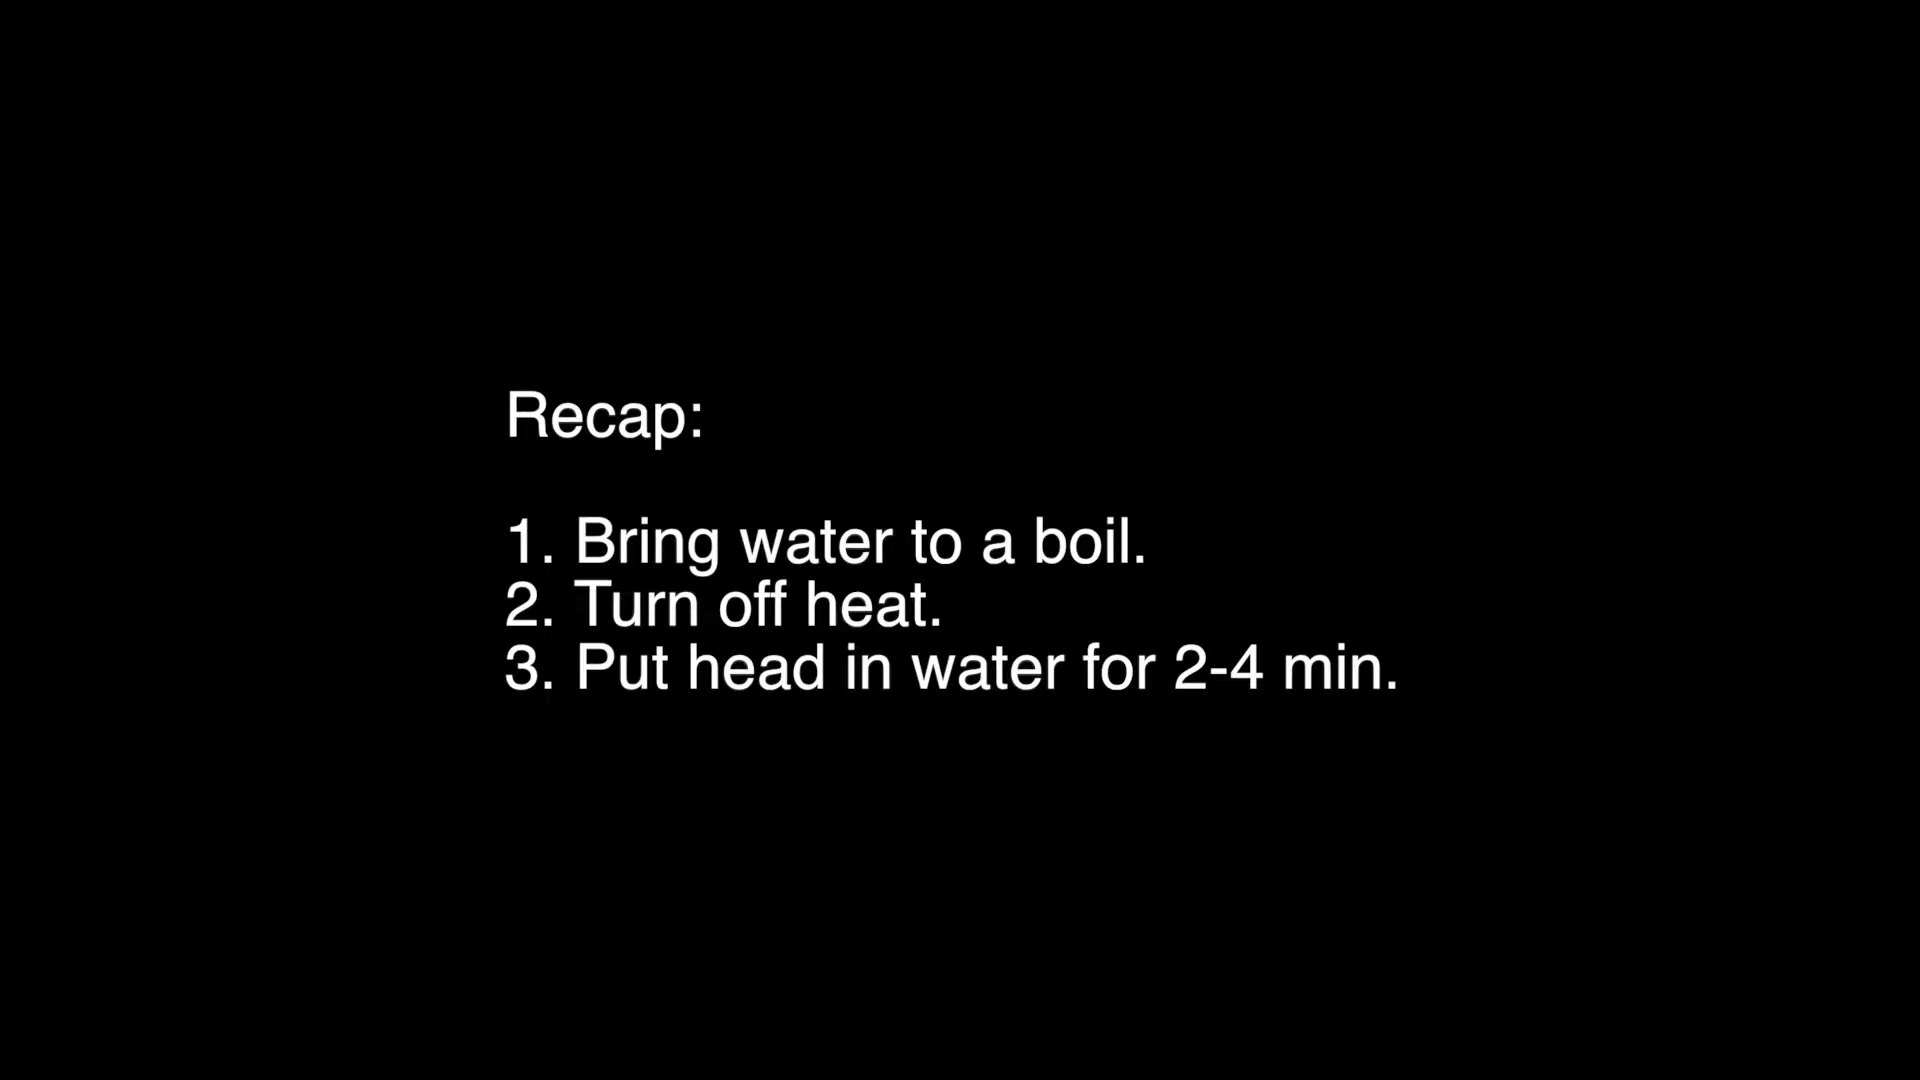 Recap:
1. Bring water to a boil.
2. Turn off heat.
3. Put head in water for 2-4 min.